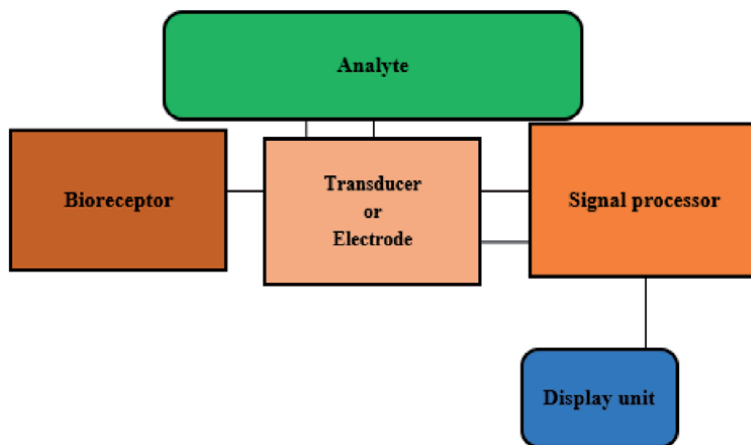 Analyte
Bioreceptor
Transducer
or
Electrode
Signal processor
Display unit